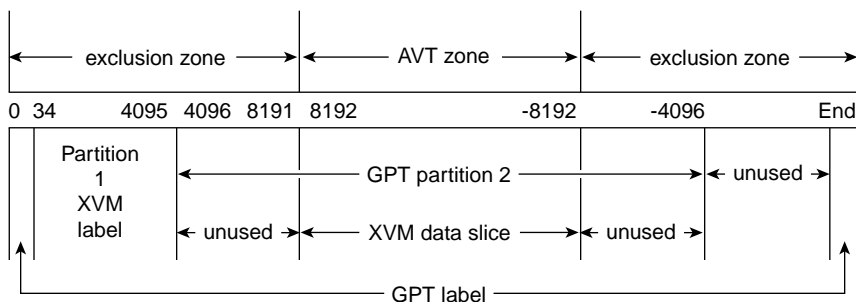 exclusion zone AVT zone exclusion zone
0 34 4095 4096 8191 8192 -8192 -4096 End
Partition
1
XVM
label
GPT partition 2
unused
unused XVM data slice unused
GPT label